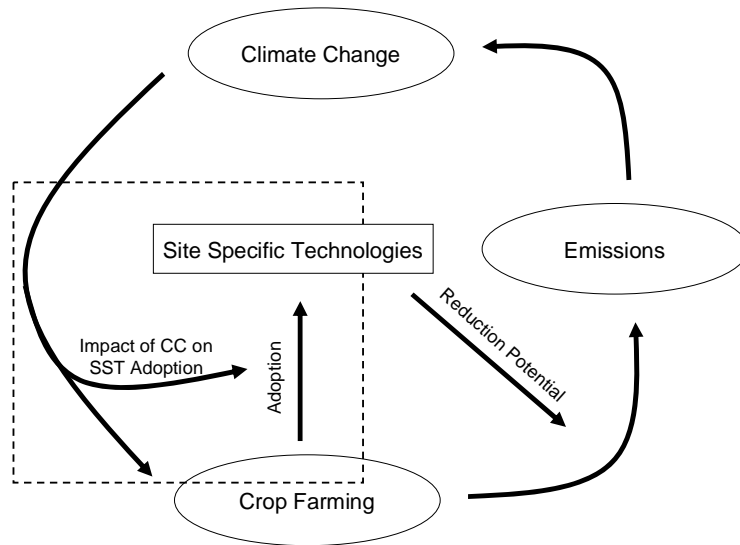 Climate Change
Site Specific Technologies
Emissions
Reduction Potential
Impact of CC on
SST Adoption
Adoption
Crop Farming